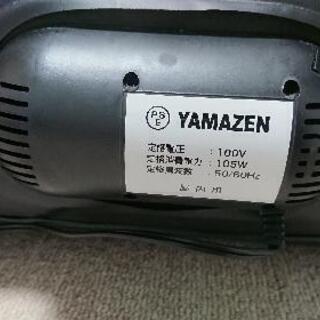 PS
E
YAMAZEN
定格電圧 : 100V
定格消費電力 : 105W
定格周波数 : 50/60Hz